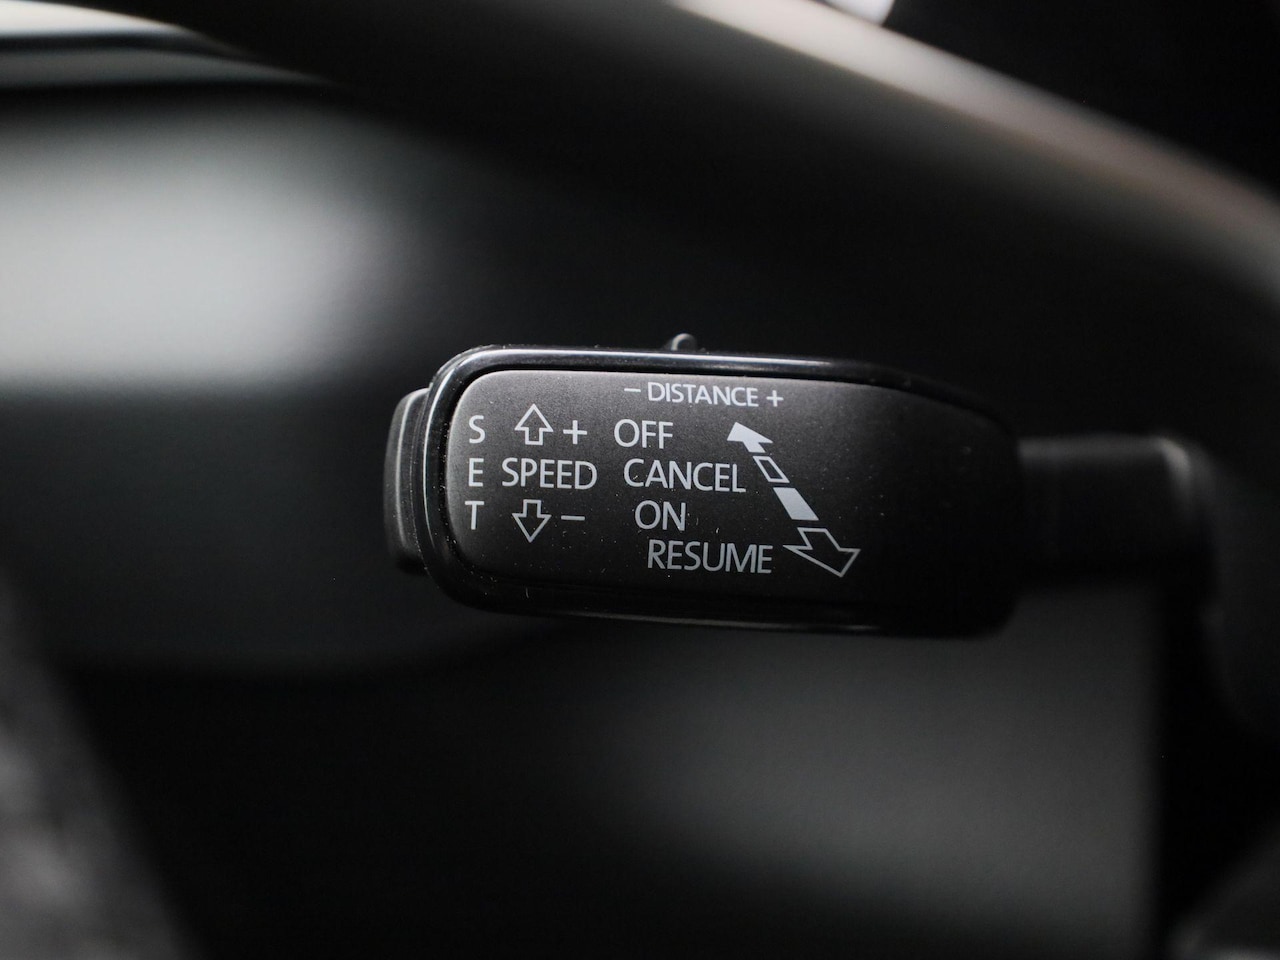 − DISTANCE +
S + OFF
E SPEED CANCEL
T − ON
RESUME